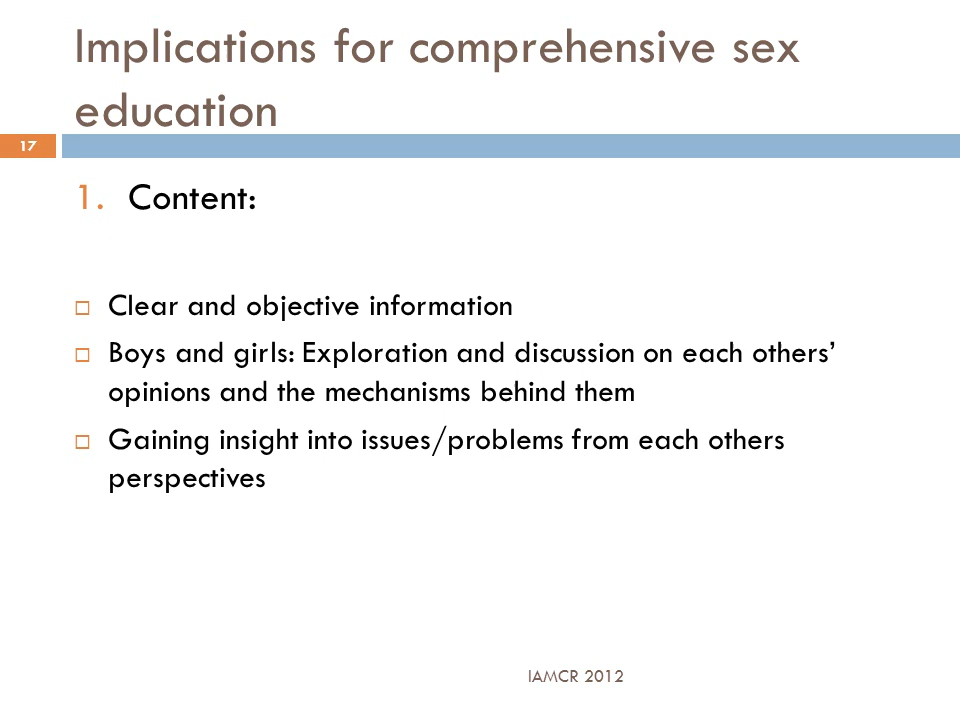 Implications for comprehensive sex
education
17
1. Content:
Clear and objective information
Boys and girls: Exploration and discussion on each others’
opinions and the mechanisms behind them
Gaining insight into issues/problems from each others
perspectives
IAMCR 2012